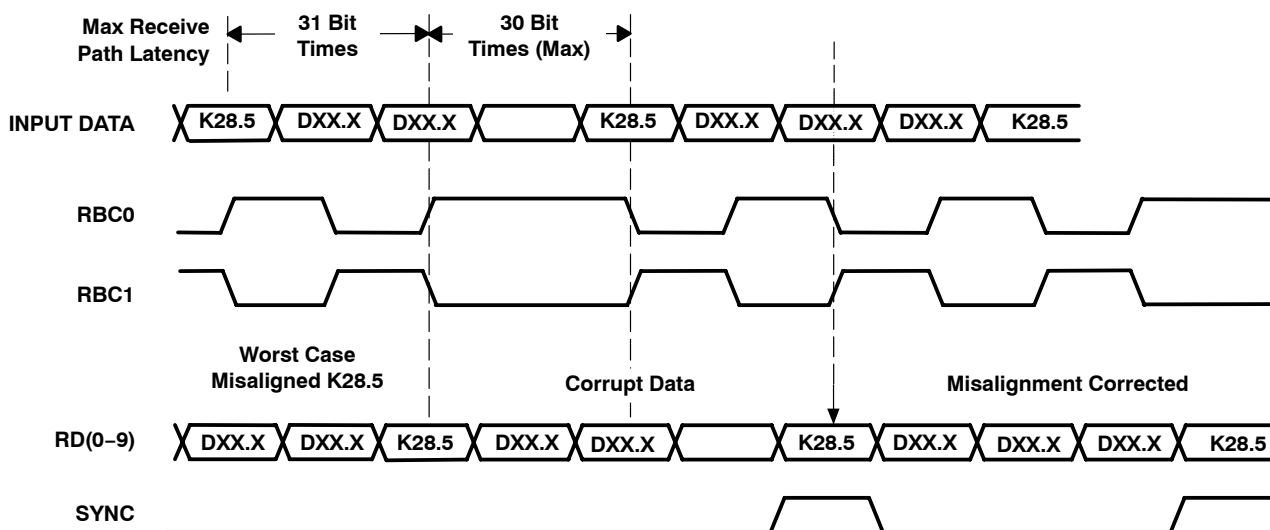 Max Receive
Path Latency
31 Bit
Times
30 Bit
Times (Max)
INPUT DATA
K28.5 DXX.X DXX.X K28.5 DXX.X DXX.X DXX.X K28.5
RBC0
RBC1
Worst Case
Misaligned K28.5
Corrupt Data
Misalignment Corrected
RD(0−9)
DXX.X DXX.X K28.5 DXX.X DXX.X K28.5 DXX.X DXX.X DXX.X K28.5
SYNC